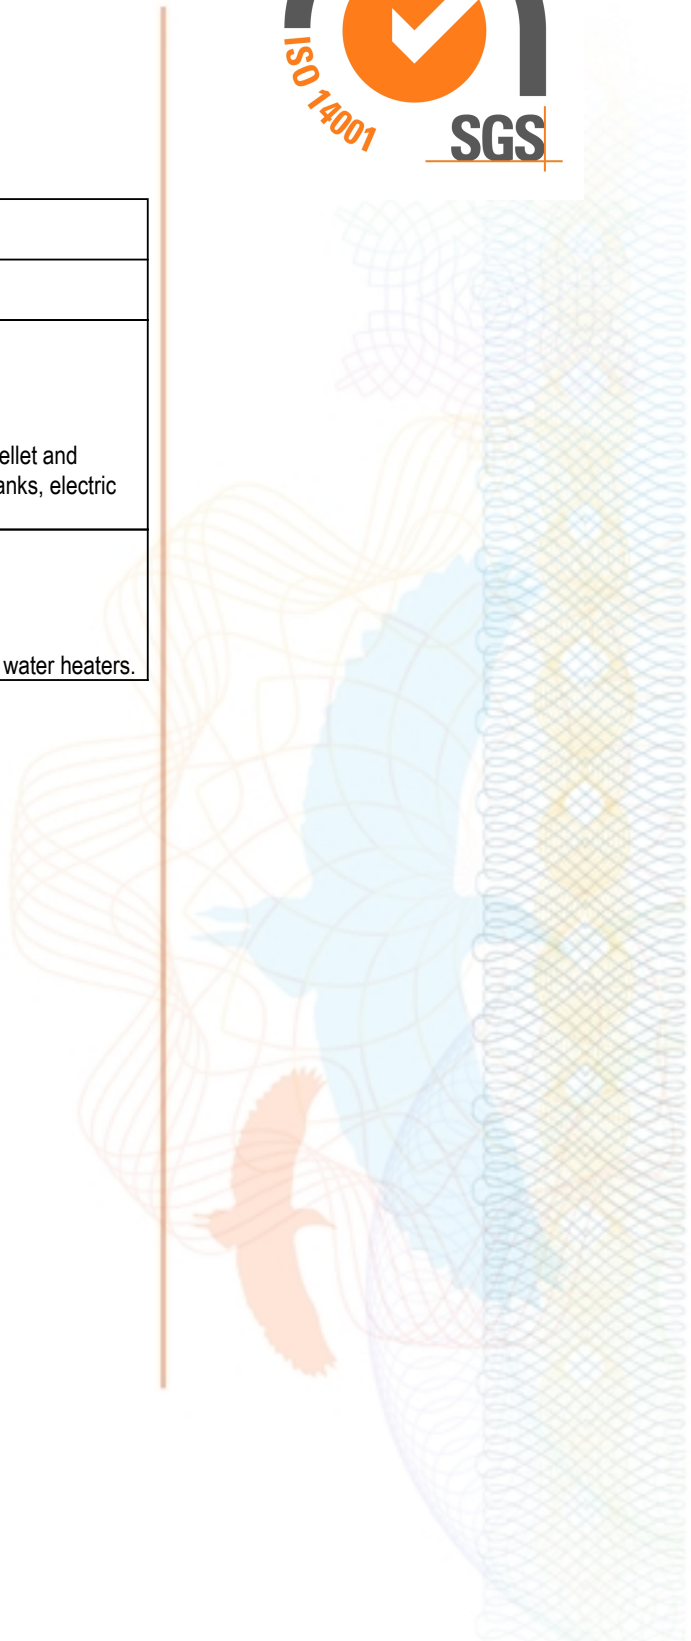 ISO 14001
SGS
ellet and
anks, electric
water heaters.